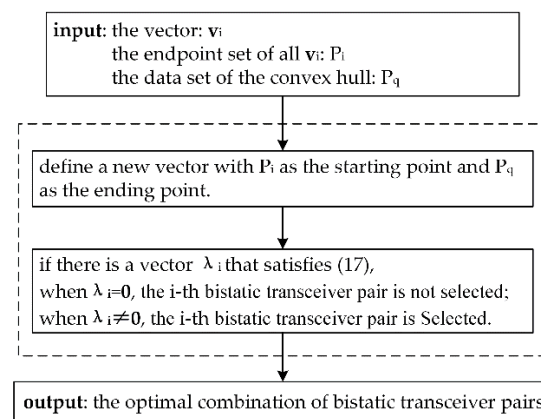 input: the vector: vi
the endpoint set of all vi: Pi
the data set of the convex hull: Pq
define a new vector with Pi as the starting point and Pq
as the ending point.
if there is a vector λi that satisfies (17),
when λi=0, the i-th bistatic transceiver pair is not selected;
when λi≠0, the i-th bistatic transceiver pair is Selected.
output: the optimal combination of bistatic transceiver pairs